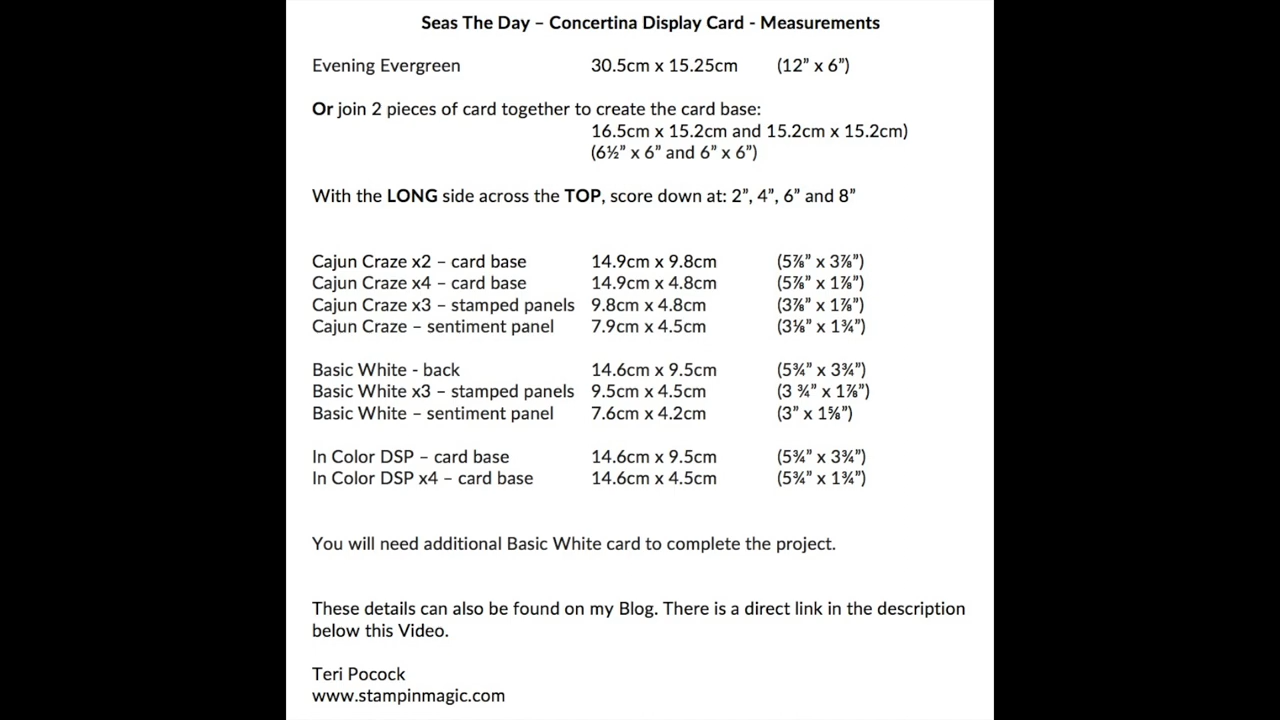 Seas The Day – Concertina Display Card - Measurements
Evening Evergreen 30.5cm x 15.25cm (12” x 6”)
Or join 2 pieces of card together to create the card base:
16.5cm x 15.2cm and 15.2cm x 15.2cm)
(6½” x 6” and 6” x 6”)
With the LONG side across the TOP, score down at: 2”, 4”, 6” and 8”
Cajun Craze x2 – card base 14.9cm x 9.8cm (5⅞” x 3⅞”)
Cajun Craze x4 – card base 14.9cm x 4.8cm (5⅞” x 1⅞”)
Cajun Craze x3 – stamped panels 9.8cm x 4.8cm (3⅞” x 1⅞”)
Cajun Craze – sentiment panel 7.9cm x 4.5cm (3⅛” x 1¾”)
Basic White - back 14.6cm x 9.5cm (5¾” x 3¾”)
Basic White x3 – stamped panels 9.5cm x 4.5cm (3 ¾” x 1⅞”)
Basic White – sentiment panel 7.6cm x 4.2cm (3” x 1⅝”)
In Color DSP – card base 14.6cm x 9.5cm (5¾” x 3¾”)
In Color DSP x4 – card base 14.6cm x 4.5cm (5¾” x 1¾”)
You will need additional Basic White card to complete the project.
These details can also be found on my Blog. There is a direct link in the description
below this Video.
Teri Pocock
www.stampinmagic.com